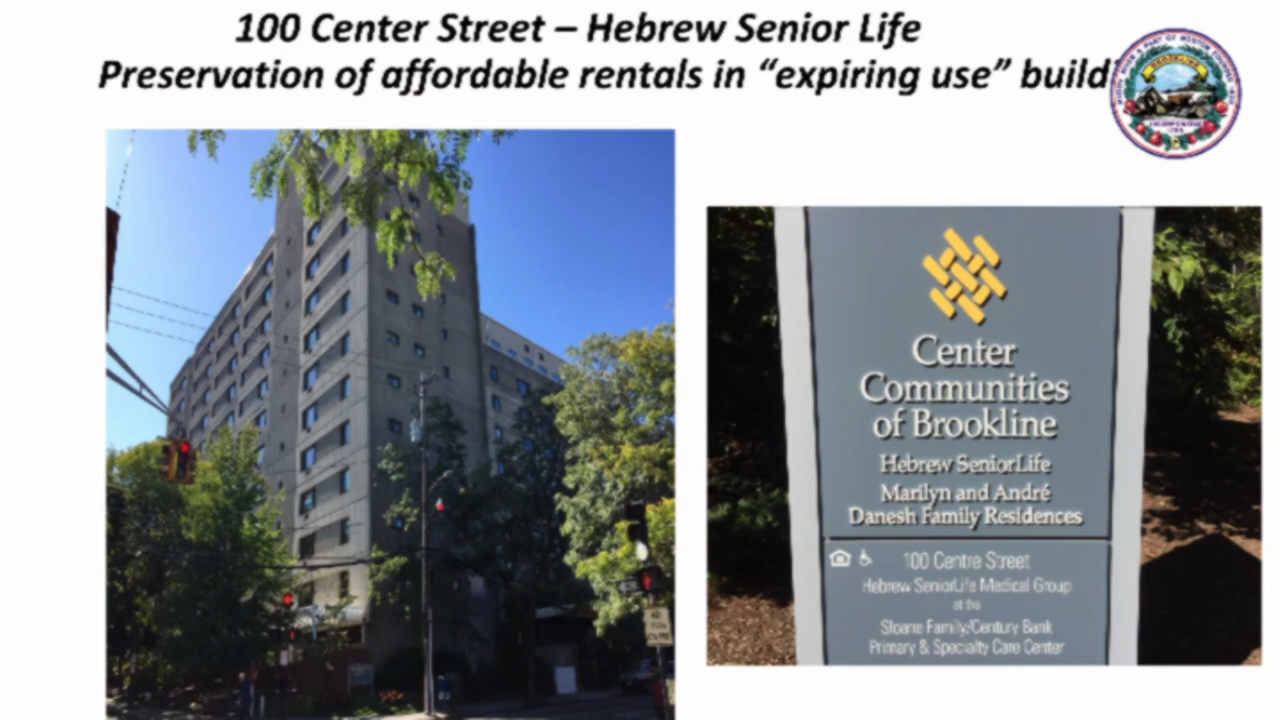 100 Center Street – Hebrew Senior Life
Preservation of affordable rentals in “expiring use” build
BROOKLINE
Center
Communities
of Brookline
Hebrew SeniorLife
Marilyn and André
Danesh Family Residences
100 Centre Street
Hebrew SeniorLife Medical Group
at the
Sloane Family/Century Bank
Primary & Specialty Care Center